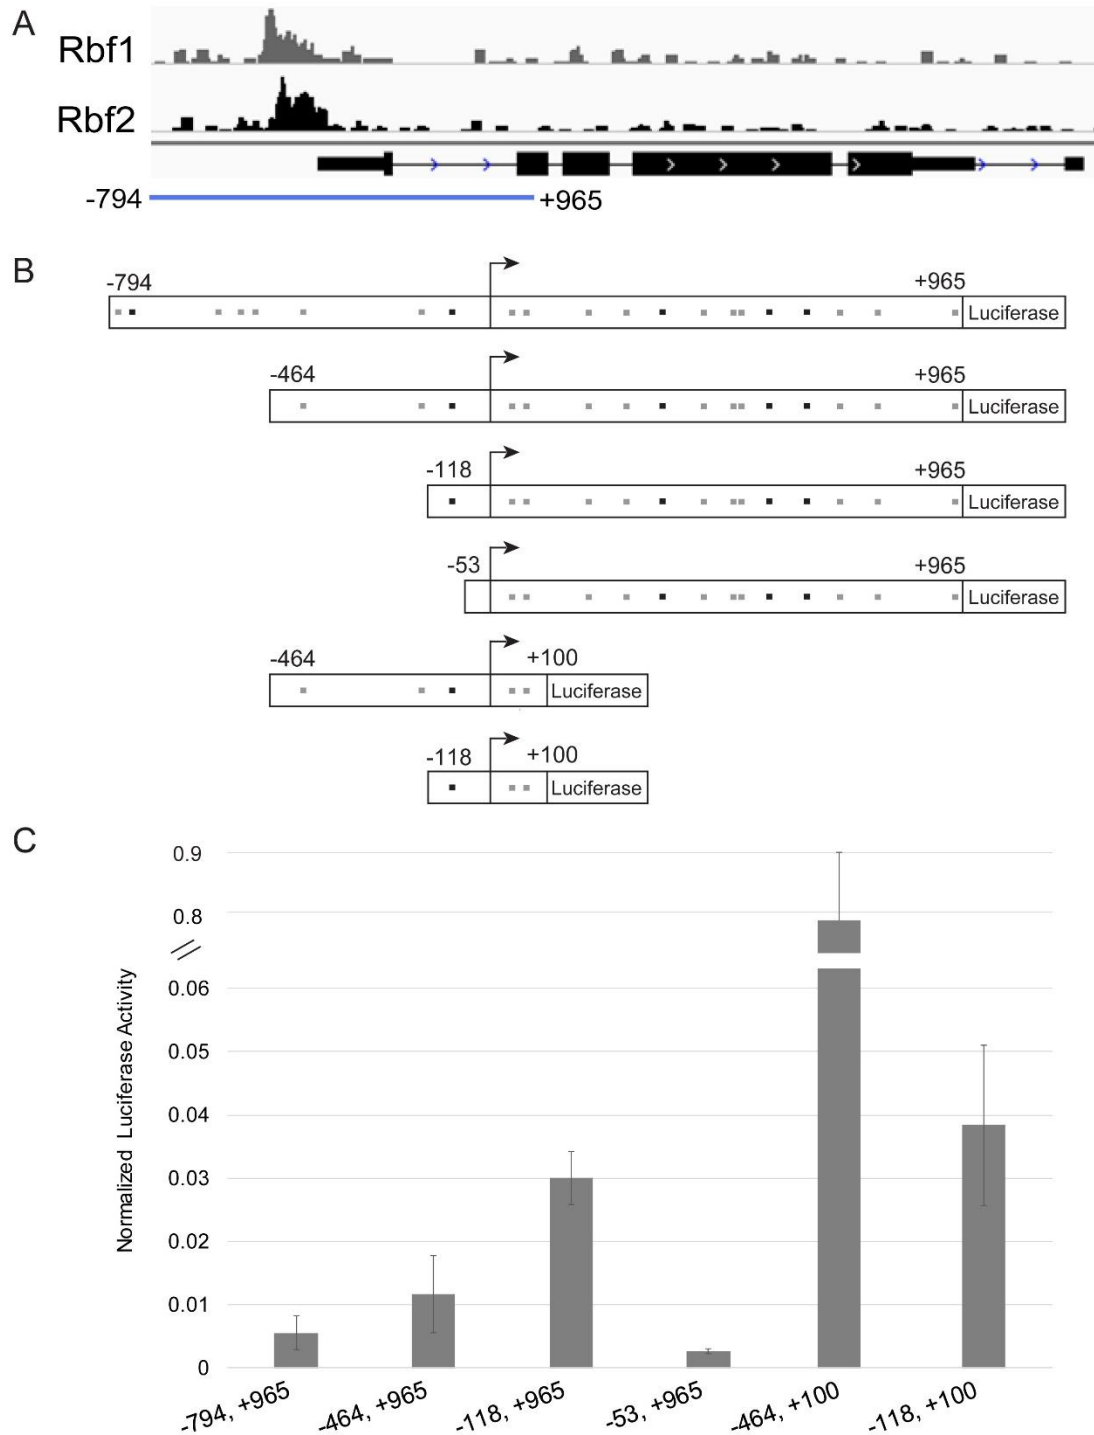 A
Rbf1
Rbf2
-794 +965
B
-794 +965
Luciferase
-464 +965
Luciferase
-118 +965
Luciferase
-53 +965
Luciferase
-464 +100
Luciferase
-118 +100
Luciferase
C
Normalized Luciferase Activity
0.9
0.8
0.06
0.05
0.04
0.03
0.02
0.01
0
-794, +965
-464, +965
-118, +965
-53, +965
-464, +100
-118, +100